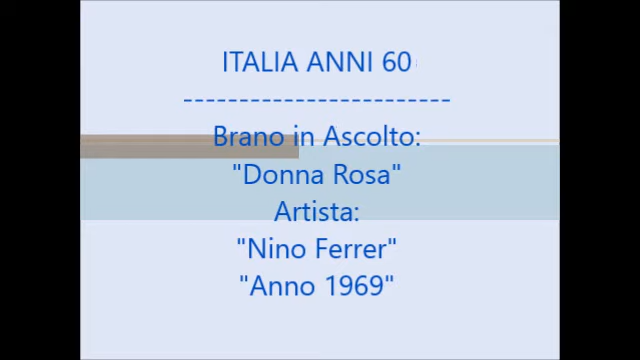 ITALIA ANNI 60
------------------------
Brano in Ascolto:
"Donna Rosa"
Artista:
"Nino Ferrer"
"Anno 1969"